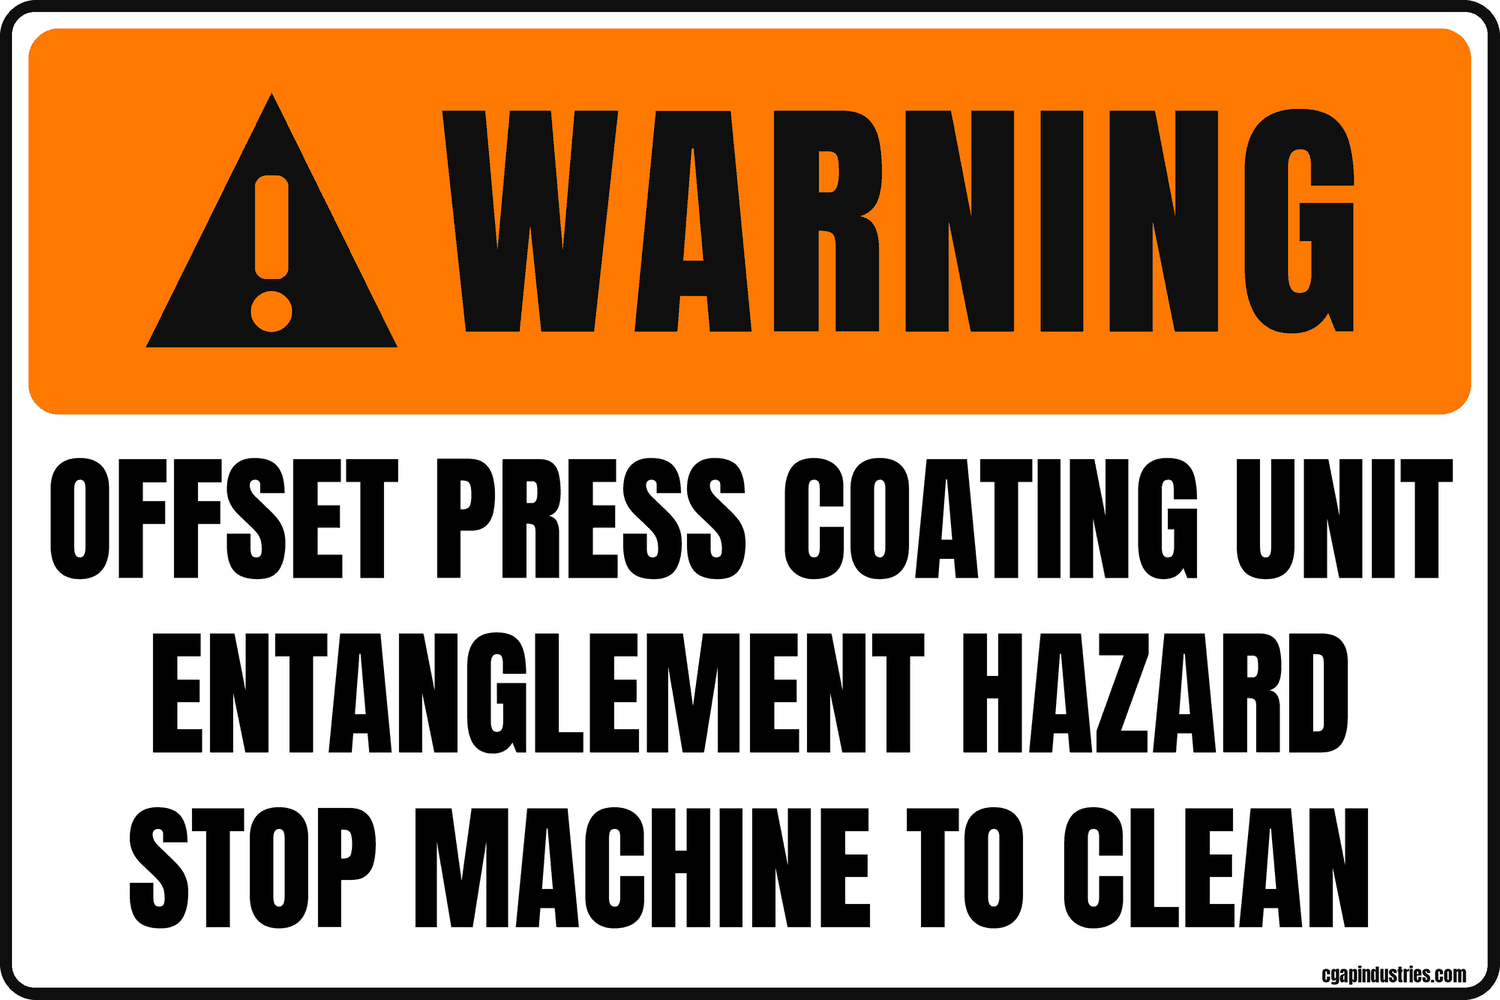 WARNING
OFFSET PRESS COATING UNIT
ENTANGLEMENT HAZARD
STOP MACHINE TO CLEAN
cgapindustries.com